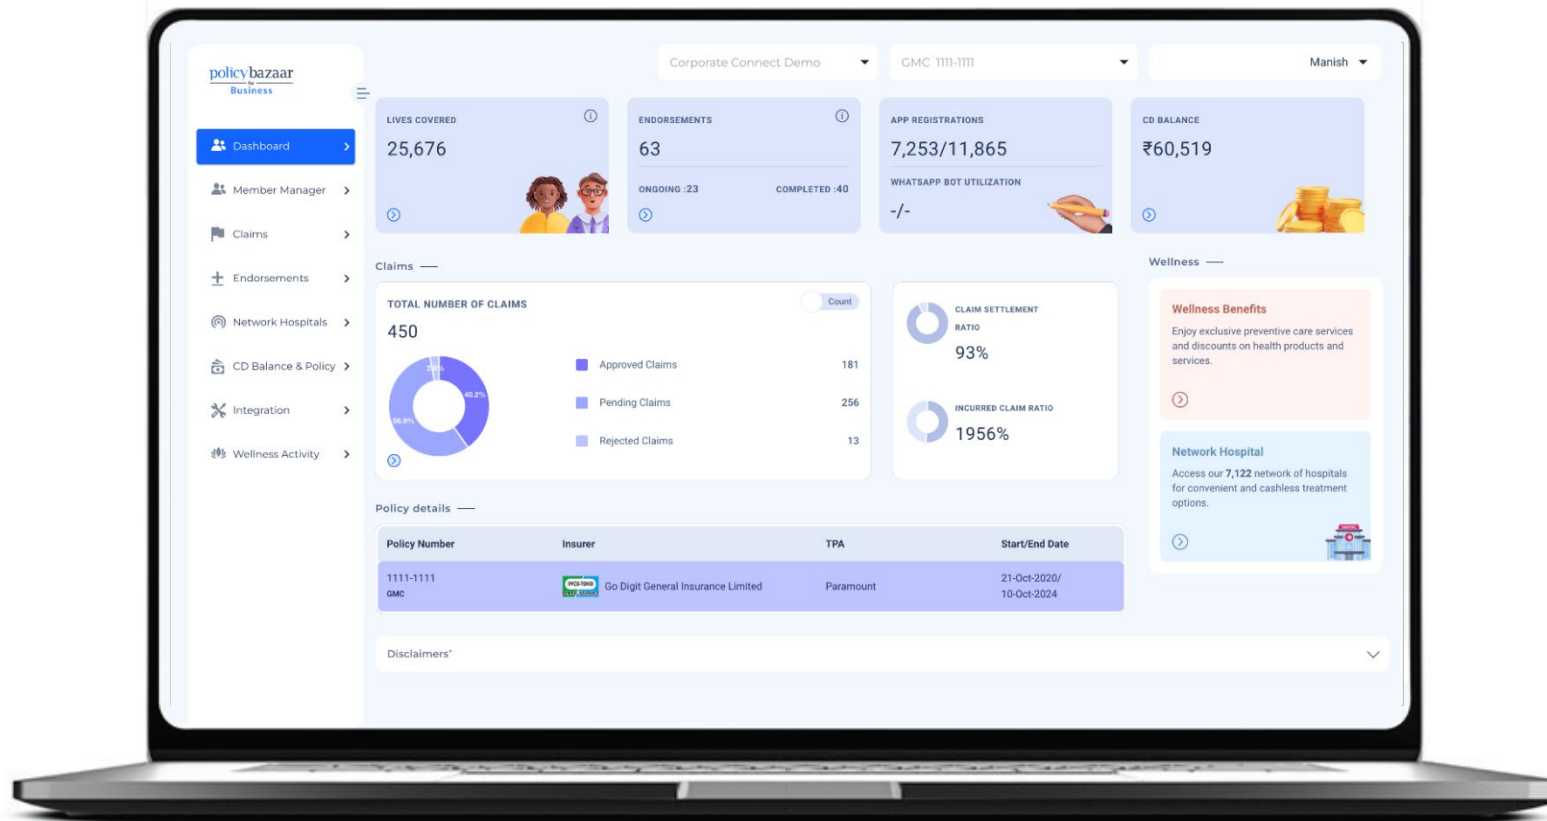 policybazaar
by
Business
Corporate Connect Demo
GMC 1111-1111
Manish
Dashboard
Member Manager
Claims
Endorsements
Network Hospitals
CD Balance & Policy
Integration
Wellness Activity
LIVES COVERED
25,676
ENDORSEMENTS
63
ONGOING :23 COMPLETED :40
APP REGISTRATIONS
7,253/11,865
WHATSAPP BOT UTILIZATION
-/-
CD BALANCE
₹60,519
Claims
TOTAL NUMBER OF CLAIMS
Count
450
40.2%
56.9%
Approved Claims 181
Pending Claims 256
Rejected Claims 13
CLAIM SETTLEMENT
RATIO
93%
INCURRED CLAIM RATIO
1956%
Wellness
Wellness Benefits
Enjoy exclusive preventive care services
and discounts on health products and
services.
Network Hospital
Access our 7,122 network of hospitals
for convenient and cashless treatment
options.
HOSPITAL
Policy details
Policy Number Insurer TPA Start/End Date
1111-1111
GMC
IFFCO-TOKIO
Go Digit General Insurance Limited
Paramount
21-Oct-2020/
10-Oct-2024
Disclaimers*